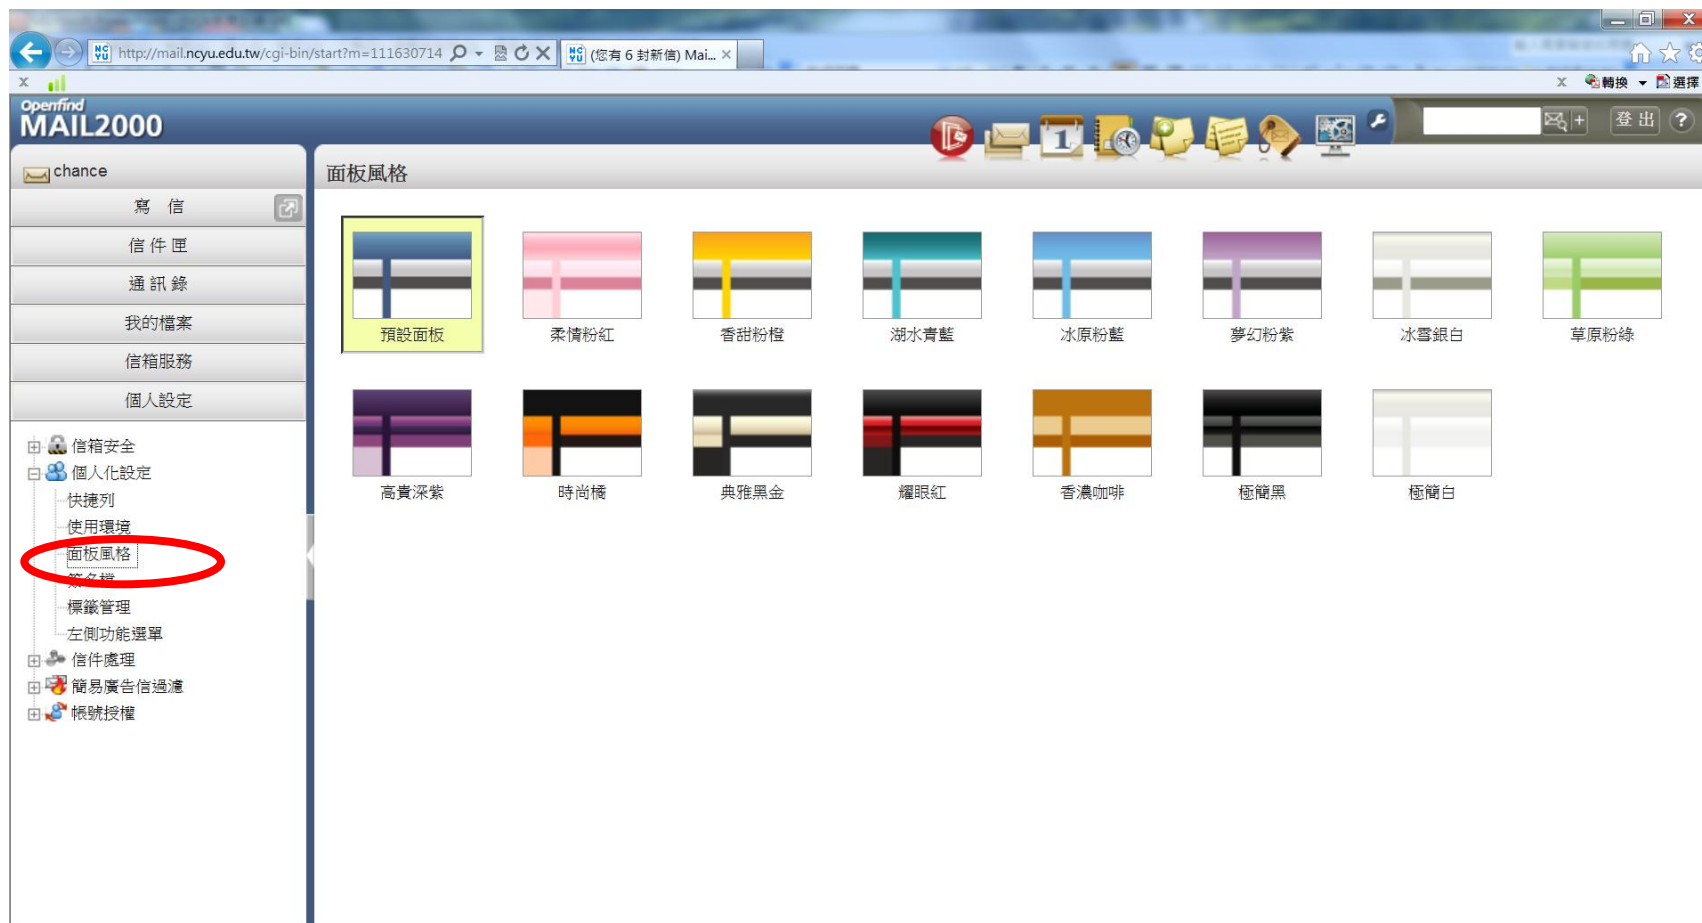 http://mail.ncyu.edu.tw/cgi-bin/start?m=111630714
NC YU
(您有 6 封新信) Mai...
轉換
選擇
Openfind
MAIL2000
登出
chance
面板風格
寫 信
信 件 匣
通 訊 錄
我的檔案
信箱服務
個人設定
信箱安全
個人化設定
快捷列
使用環境
面板風格
簽名檔
標籤管理
左側功能選單
信件處理
簡易廣告信過濾
帳號授權
預設面板
柔情粉紅
香甜粉橙
湖水青藍
冰原粉藍
夢幻粉紫
冰雪銀白
草原粉綠
高貴深紫
時尚橘
典雅黑金
耀眼紅
香濃咖啡
極簡黑
極簡白